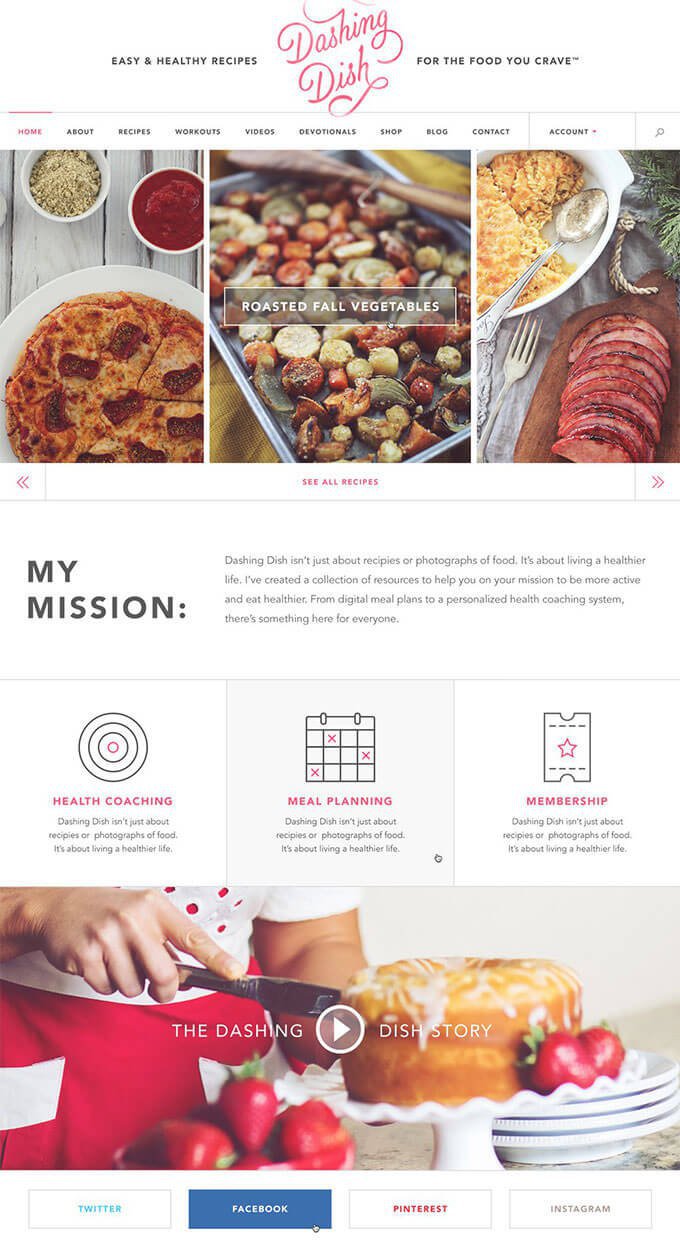 EASY & HEALTHY RECIPES
Dashing
Dish
FOR THE FOOD YOU CRAVE™
HOME ABOUT RECIPES WORKOUTS VIDEOS DEVOTIONALS SHOP BLOG CONTACT ACCOUNT
ROASTED FALL VEGETABLES
SEE ALL RECIPES
MY
MISSION:
Dashing Dish isn't just about recipies or photographs of food. It's about living a healthier
life. I've created a collection of resources to help you on your mission to be more active
and eat healthier. From digital meal plans to a personalized health coaching system,
there's something here for everyone.
HEALTH COACHING
Dashing Dish isn't just about
recipies or photographs of food.
It's about living a healthier life.
MEAL PLANNING
Dashing Dish isn't just about
recipies or photographs of food.
It's about living a healthier life.
MEMBERSHIP
Dashing Dish isn't just about
recipies or photographs of food.
It's about living a healthier life.
THE DASHING DISH STORY
TWITTER FACEBOOK PINTEREST INSTAGRAM